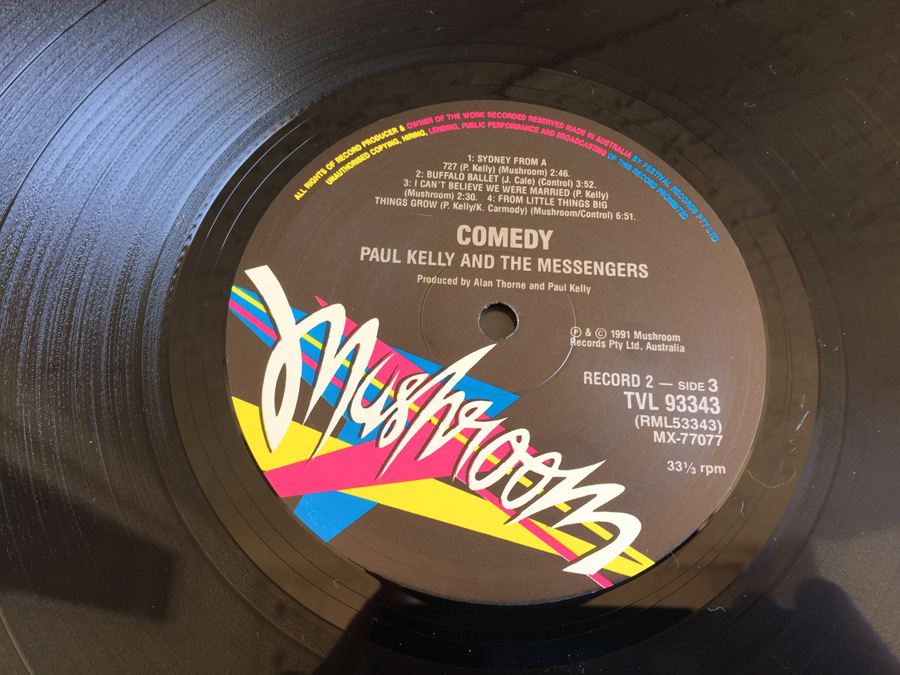 ALL RIGHTS OF RECORD PRODUCER & OWNER OF THE WORK RECORDED RESERVED MADE IN AUSTRALIA BY FESTIVAL RECORDS PTY LTD
UNAUTHORISED COPYING, HIRING, LENDING, PUBLIC PERFORMANCE AND BROADCASTING OF THIS RECORD PROHIBITED
1: SYDNEY FROM A
727 (P. Kelly) (Mushroom) 2:46.
2: BUFFALO BALLET (J. Cale) (Control) 3:52.
3: I CAN'T BELIEVE WE WERE MARRIED (P. Kelly)
(Mushroom) 2:30. 4: FROM LITTLE THINGS BIG
THINGS GROW (P. Kelly/K. Carmody) (Mushroom/Control) 6:51.
COMEDY
PAUL KELLY AND THE MESSENGERS
Produced by Alan Thorne and Paul Kelly
℗ & © 1991 Mushroom
Records Pty Ltd, Australia
RECORD 2 — SIDE 3
TVL 93343
(RML53343)
MX-77077
33⅓ rpm
Mushroom